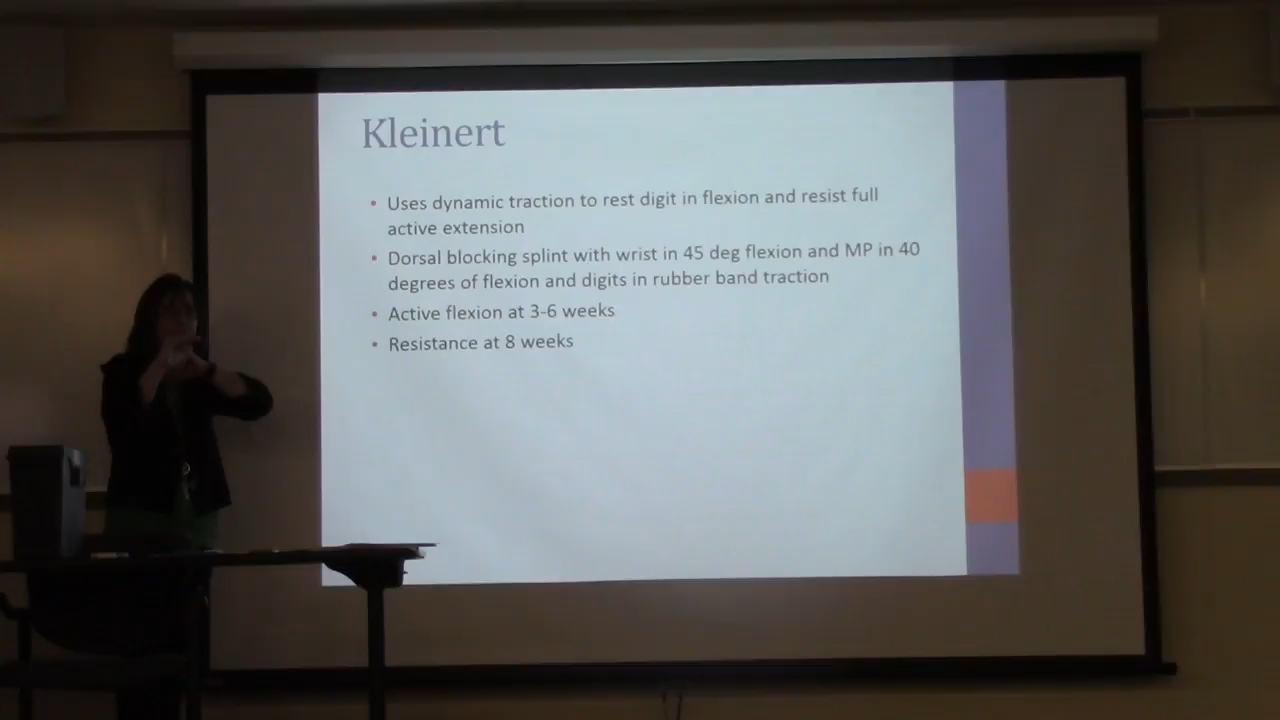 Kleinert
• Uses dynamic traction to rest digit in flexion and resist full
active extension
• Dorsal blocking splint with wrist in 45 deg flexion and MP in 40
degrees of flexion and digits in rubber band traction
• Active flexion at 3-6 weeks
• Resistance at 8 weeks